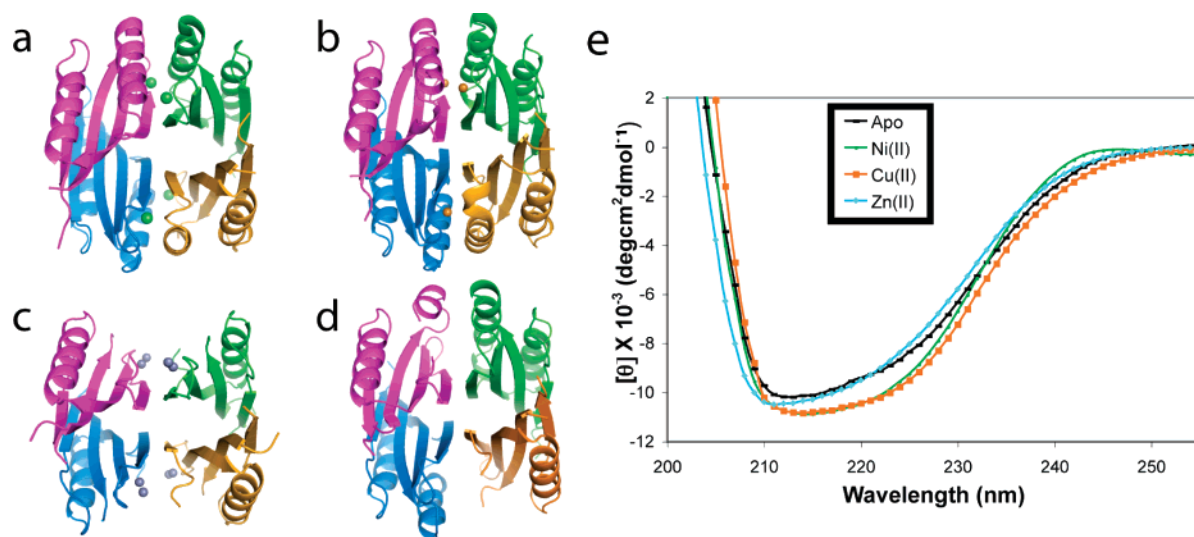 a
b
c
d
e
[θ] X 10⁻³ (degcm²dmol⁻¹)
2
0
-2
-4
-6
-8
-10
-12
Apo
Ni(II)
Cu(II)
Zn(II)
200 210 220 230 240 250
Wavelength (nm)